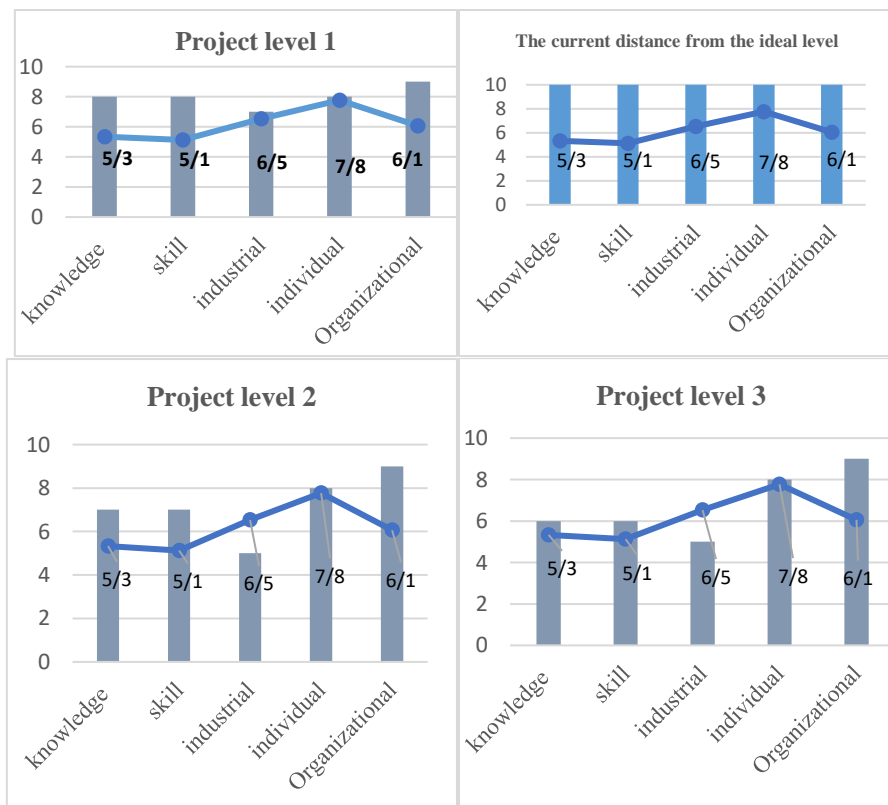 Project level 1
10
8
6
4
2
0
5/3
5/1
6/5
7/8
6/1
knowledge
skill
industrial
individual
Organizational
The current distance from the ideal level
10
8
6
4
2
0
5/3
5/1
6/5
7/8
6/1
knowledge
skill
industrial
individual
Organizational
Project level 2
10
8
6
4
2
0
5/3
5/1
6/5
7/8
6/1
knowledge
skill
industrial
individual
Organizational
Project level 3
10
8
6
4
2
0
5/3
5/1
6/5
7/8
6/1
knowledge
skill
industrial
individual
Organizational